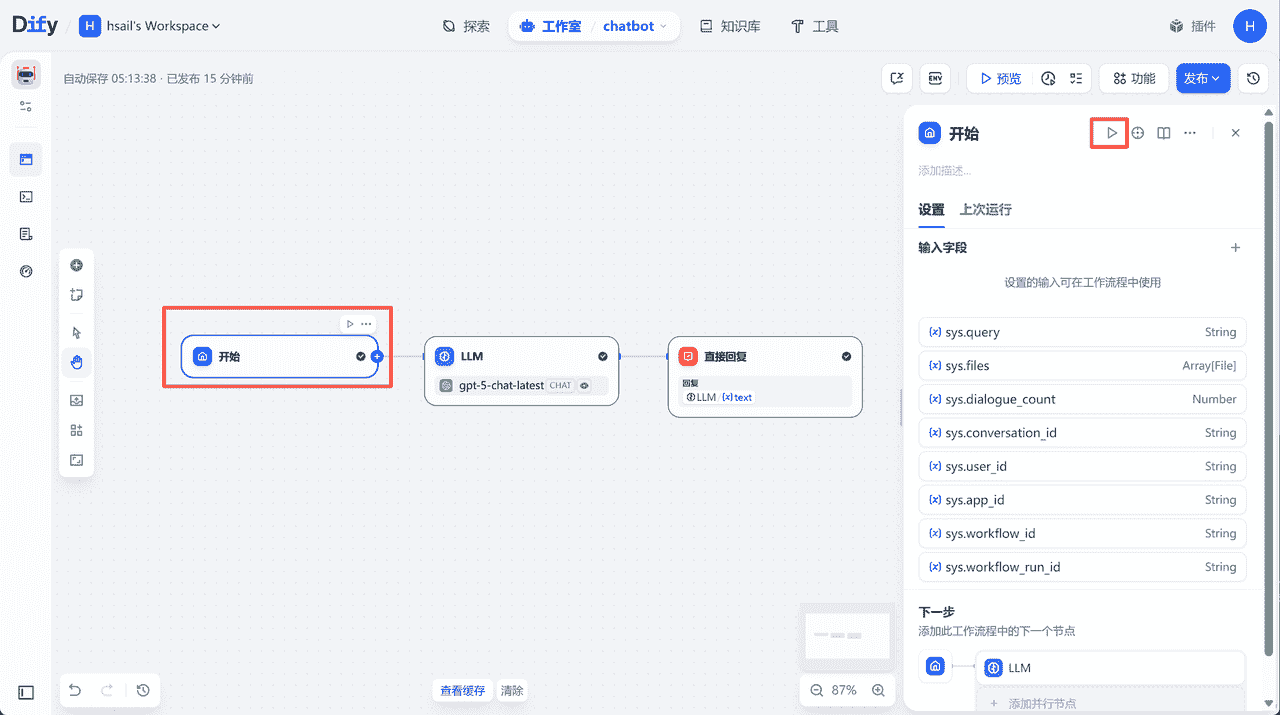 Dify
/
H hsail's Workspace
探索
工作室 / chatbot
知识库
工具
插件
H
自动保存 05:13:38 · 已发布 15 分钟前
ENV
预览
功能
发布
开始
添加描述...
设置 上次运行
输入字段
设置的输入可在工作流程中使用
{x} sys.query String
{x} sys.files Array[File]
{x} sys.dialogue_count Number
{x} sys.conversation_id String
{x} sys.user_id String
{x} sys.app_id String
{x} sys.workflow_id String
{x} sys.workflow_run_id String
下一步
添加此工作流程中的下一个节点
LLM
+ 添加并行节点
开始
LLM
gpt-5-chat-latest CHAT
直接回复
回复
LLM {x} text
查看缓存 清除
87%